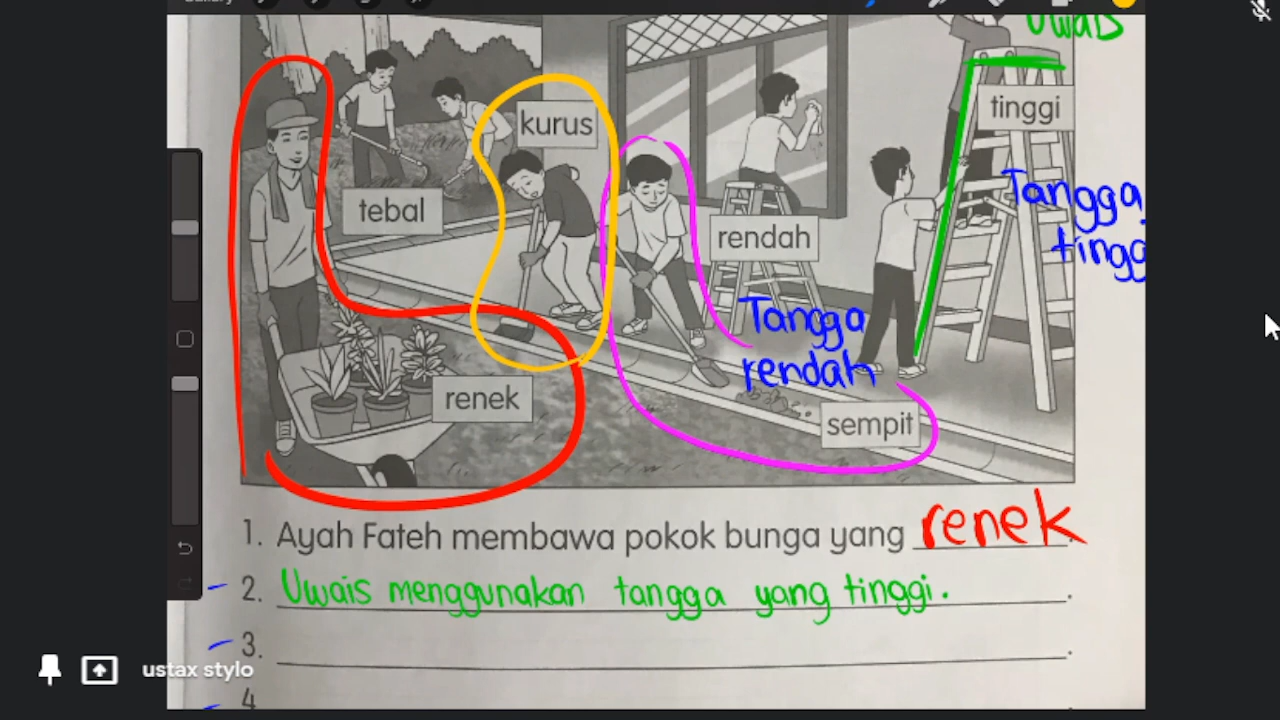 Uwais
kurus
tinggi
tebal
Tangga
rendah
tingg
Tangga
rendah
renek
sempit
1. Ayah Fateh membawa pokok bunga yang renek.
2. Uwais menggunakan tangga yang tinggi.
3.
ustax stylo
4